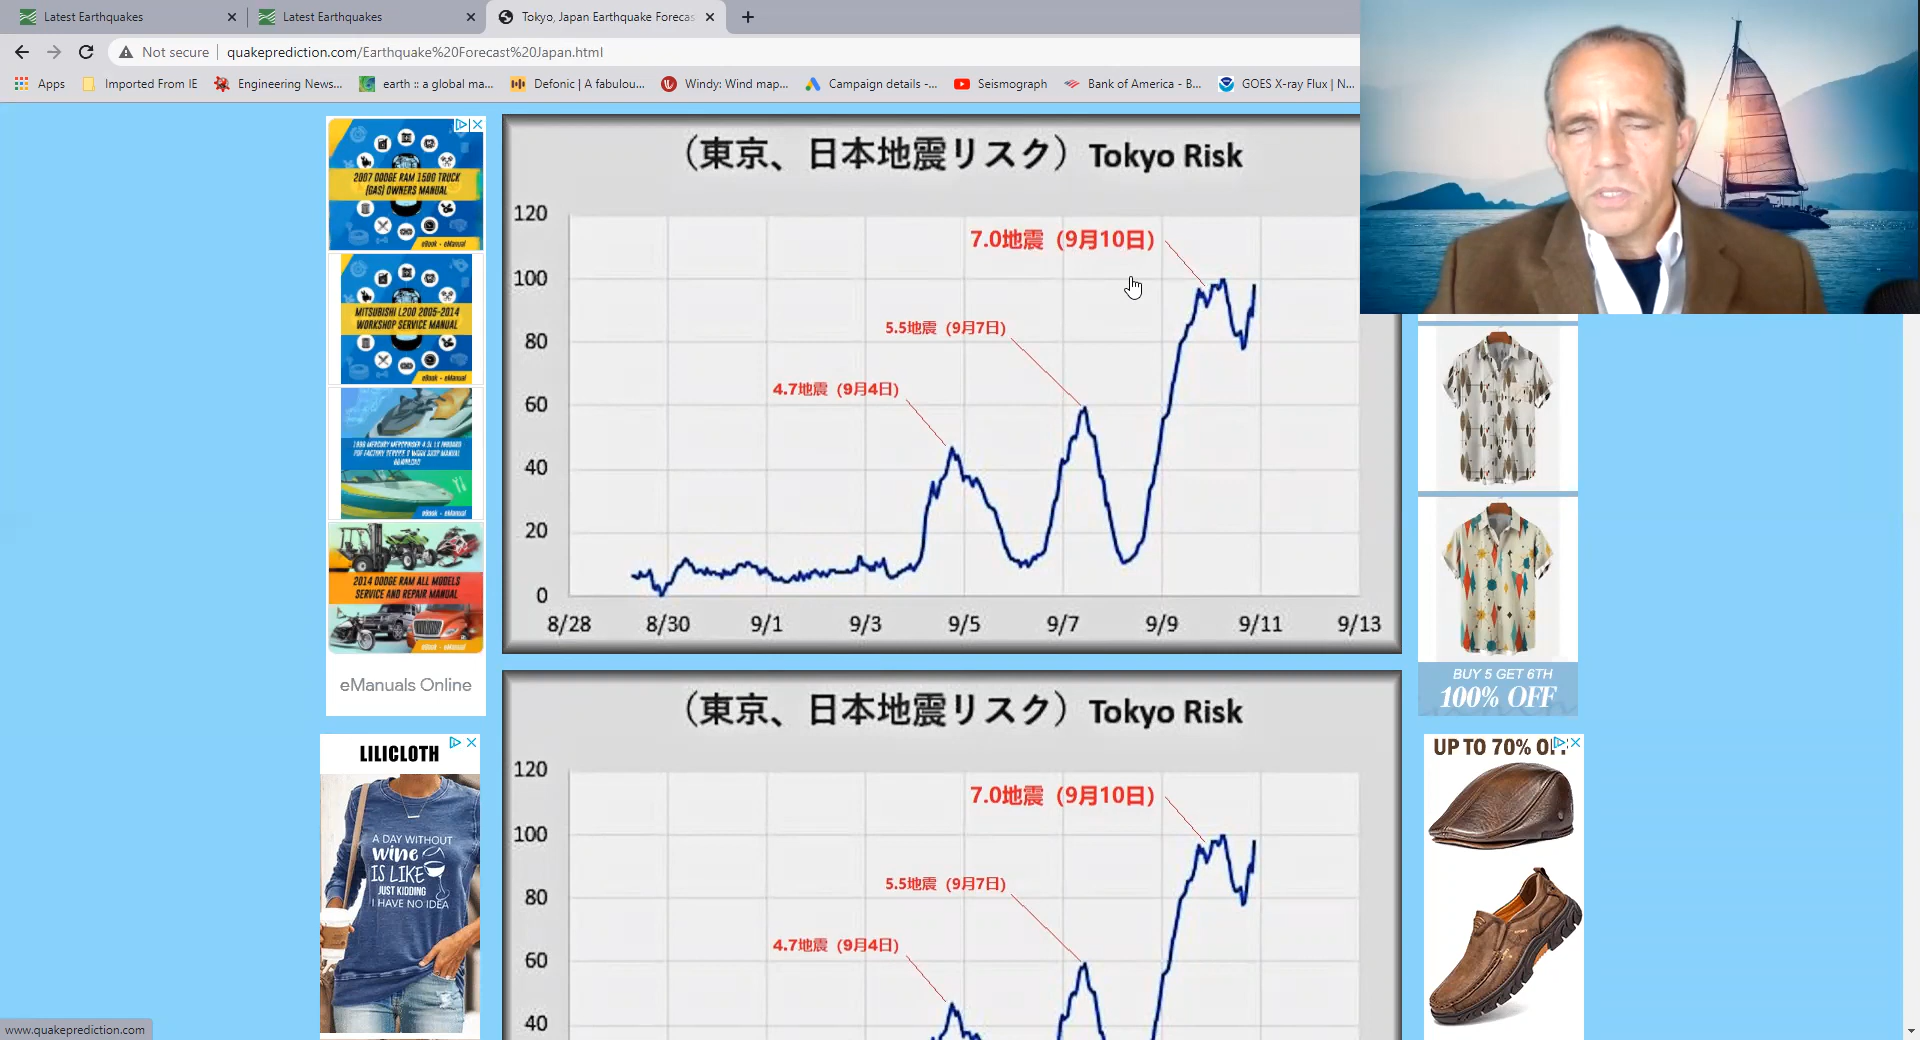 Latest Earthquakes
Latest Earthquakes
Tokyo, Japan Earthquake Forecas
Not secure
quakeprediction.com/Earthquake%20Forecast%20Japan.html
Apps
Imported From IE
Engineering News...
earth :: a global ma...
Defonic | A fabulou...
Windy: Wind map...
Campaign details -...
Seismograph
Bank of America - B...
GOES X-ray Flux | N...
2007 DODGE RAM 1500 TRUCK
(GAS) OWNERS MANUAL
eBook - eManual
MITSUBISHI L200 2005-2014
WORKSHOP SERVICE MANUAL
eBook - eManual
eBook - eManual
2014 DODGE RAM ALL MODELS
SERVICE AND REPAIR MANUAL
eBook - eManual
eManuals Online
LILICLOTH
A DAY WITHOUT
wine
IS LIKE
JUST KIDDING
I HAVE NO IDEA
（東京、日本地震リスク）Tokyo Risk
120
7.0地震（9月10日）
100
5.5地震（9月7日）
80
4.7地震（9月4日）
60
40
20
0
8/28 8/30 9/1 9/3 9/5 9/7 9/9 9/11 9/13
（東京、日本地震リスク）Tokyo Risk
120
7.0地震（9月10日）
100
5.5地震（9月7日）
80
4.7地震（9月4日）
60
40
BUY 5 GET 6TH
100% OFF
UP TO 70% O
www.quakeprediction.com